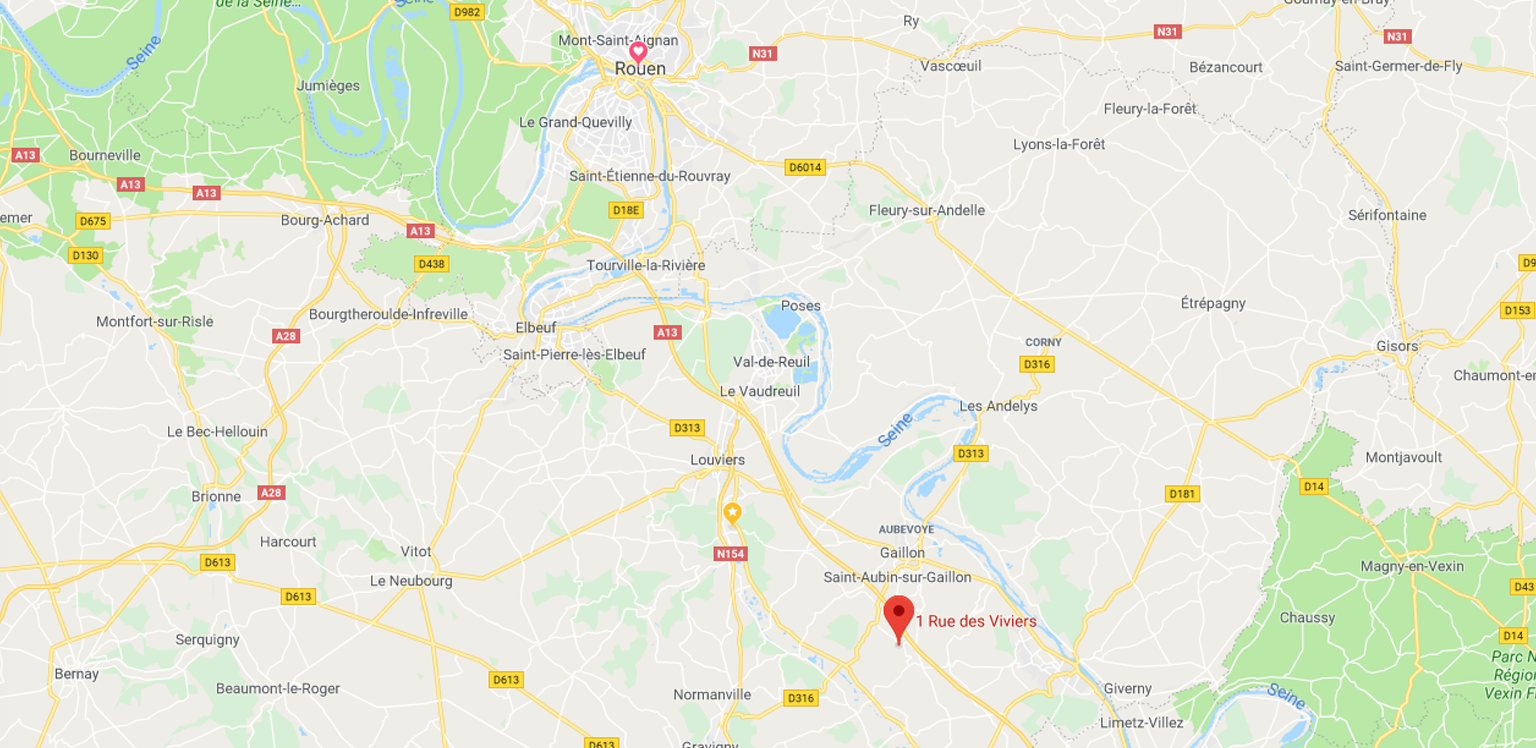 de la Seine...
Seine
D982
Gournay-en-Bray
Ry
N31
N31
Mont-Saint-Aignan
N31
Rouen
Vascœuil
Bézancourt
Saint-Germer-de-Fly
Seine
Jumièges
Fleury-la-Forêt
Le Grand-Quevilly
Lyons-la-Forêt
A13
Bourneville
D6014
Saint-Étienne-du-Rouvray
A13
A13
D18E
Fleury-sur-Andelle
Sérifontaine
emer
D675
Bourg-Achard
A13
D130
D438
Tourville-la-Rivière
D9
Étrépagny
D153
Poses
Montfort-sur-Risle
Bourgtheroulde-Infreville
Elbeuf
A28
A13
CORNY
Gisors
Saint-Pierre-lès-Elbeuf
Val-de-Reuil
D316
Chaumont-en
Le Vaudreuil
Les Andelys
Le Bec-Hellouin
D313
Seine
D313
Louviers
Montjavoult
Brionne
A28
D181
D14
AUBEVOYE
Harcourt
Vitot
N154
Gaillon
D613
Le Neubourg
Saint-Aubin-sur-Gaillon
Magny-en-Vexin
D43
D613
1 Rue des Viviers
Chaussy
Serquigny
D14
Bernay
D613
Parc N
Région
Vexin F
Beaumont-le-Roger
Normanville
D316
Giverny
Seine
Limetz-Villez
D613
Gravigny